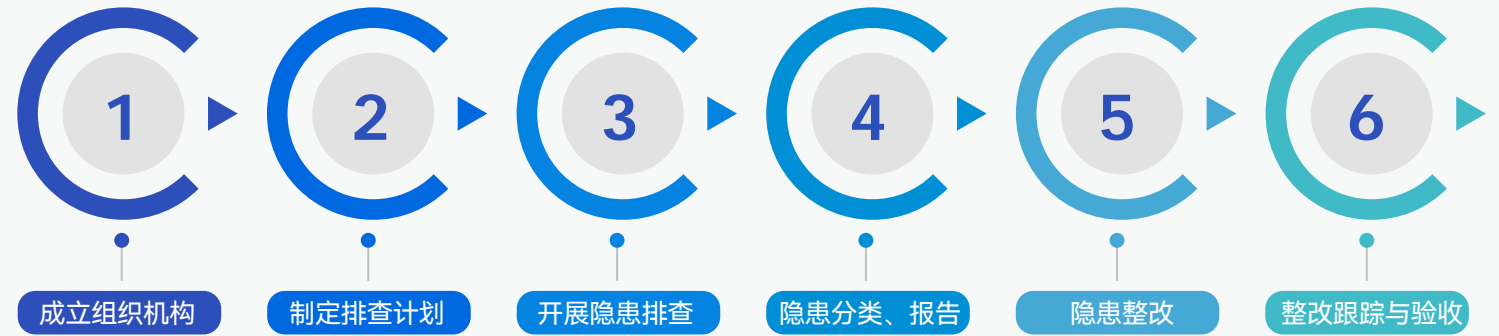 1
2
3
4
5
6
成立组织机构
制定排查计划
开展隐患排查
隐患分类、报告
隐患整改
整改跟踪与验收